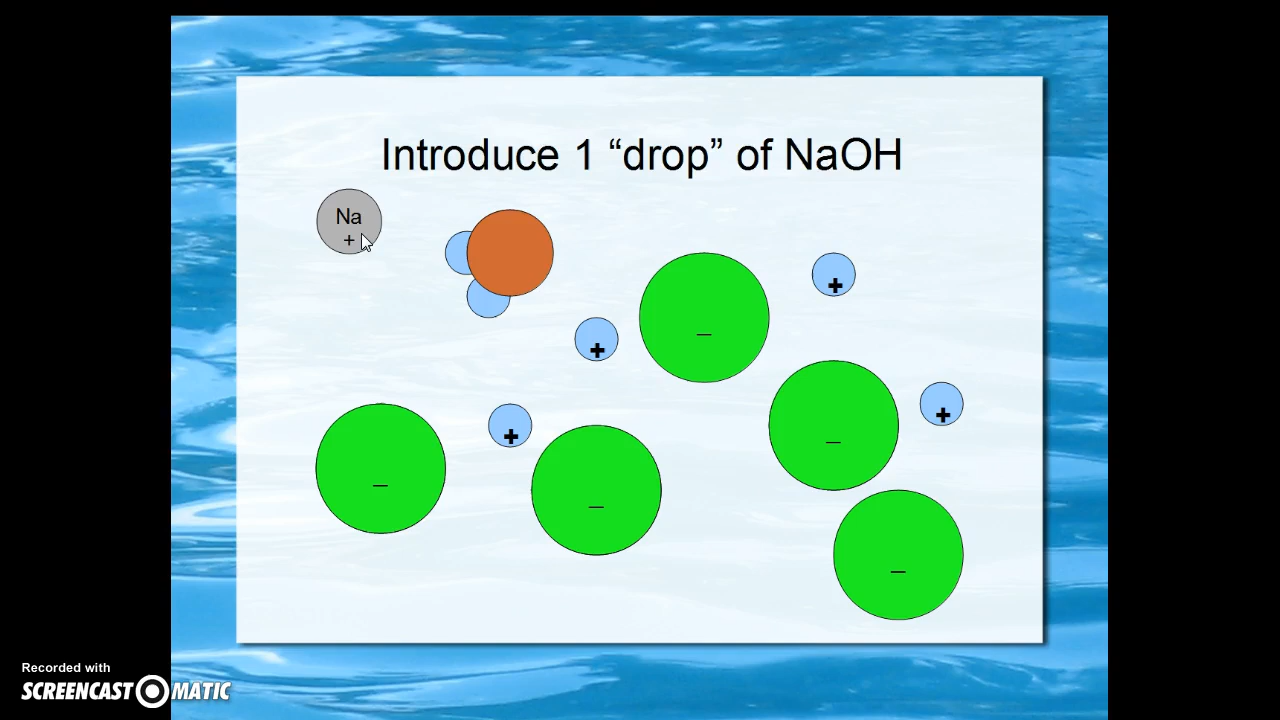 Introduce 1 “drop” of NaOH
Na
+
_
+
+
_
+
+
_
_
_
Recorded with
SCREENCAST-O-MATIC